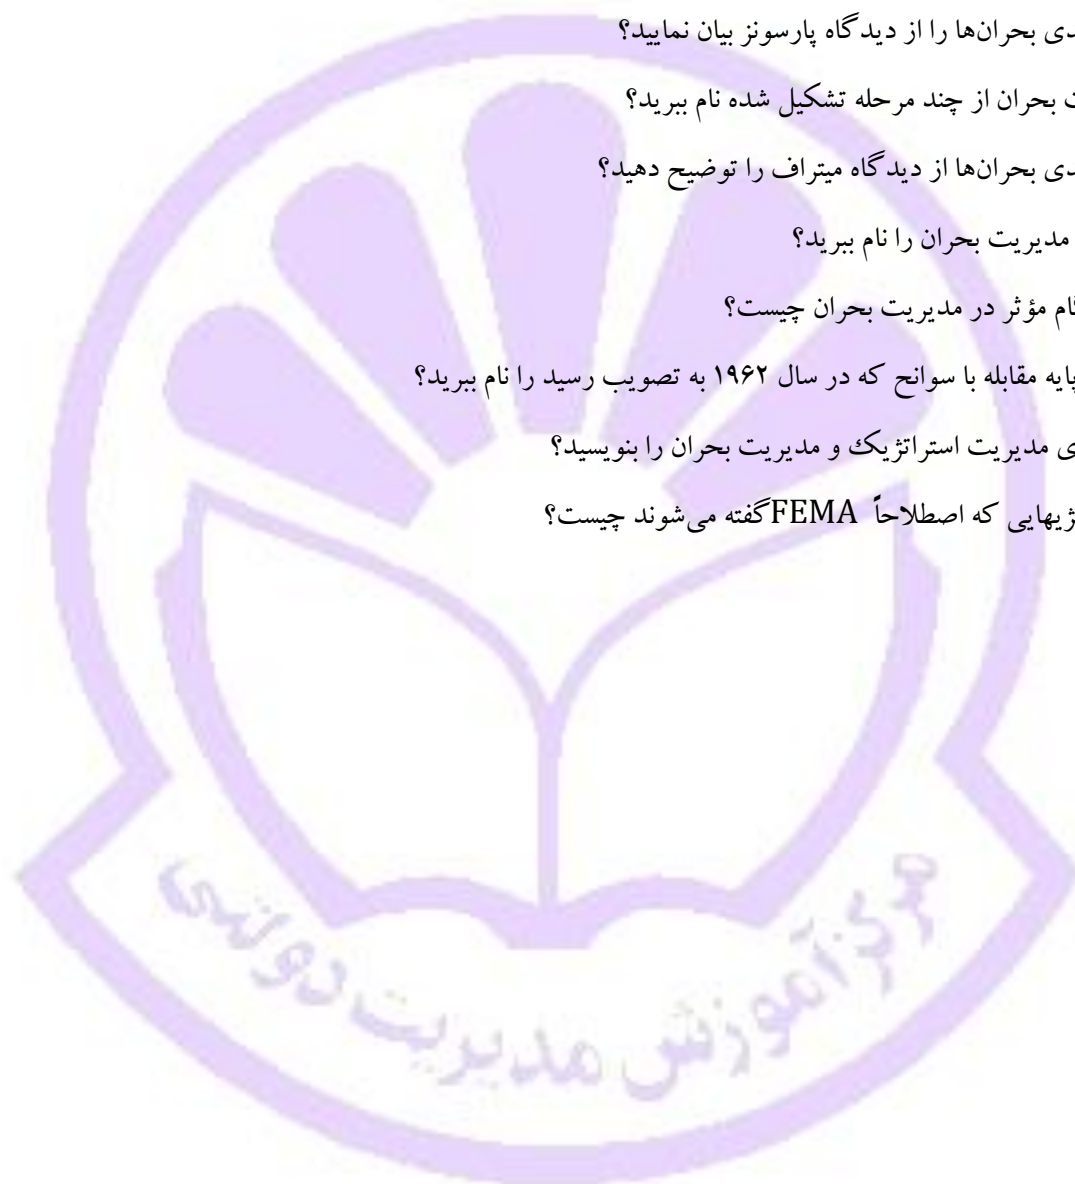 دی بحران‌ها را از دیدگاه پارسونز بیان نمایید؟
ت بحران از چند مرحله تشکیل شده نام ببرید؟
دی بحران‌ها از دیدگاه میتراف را توضیح دهید؟
مدیریت بحران را نام ببرید؟
گام مؤثر در مدیریت بحران چیست؟
پایه مقابله با سوانح که در سال ۱۹۶۲ به تصویب رسید را نام ببرید؟
ی مدیریت استراتژیک و مدیریت بحران را بنویسید؟
ژیهایی که اصطلاحاً FEMA گفته می‌شوند چیست؟
مرکز آموزش مدیریت دولتی